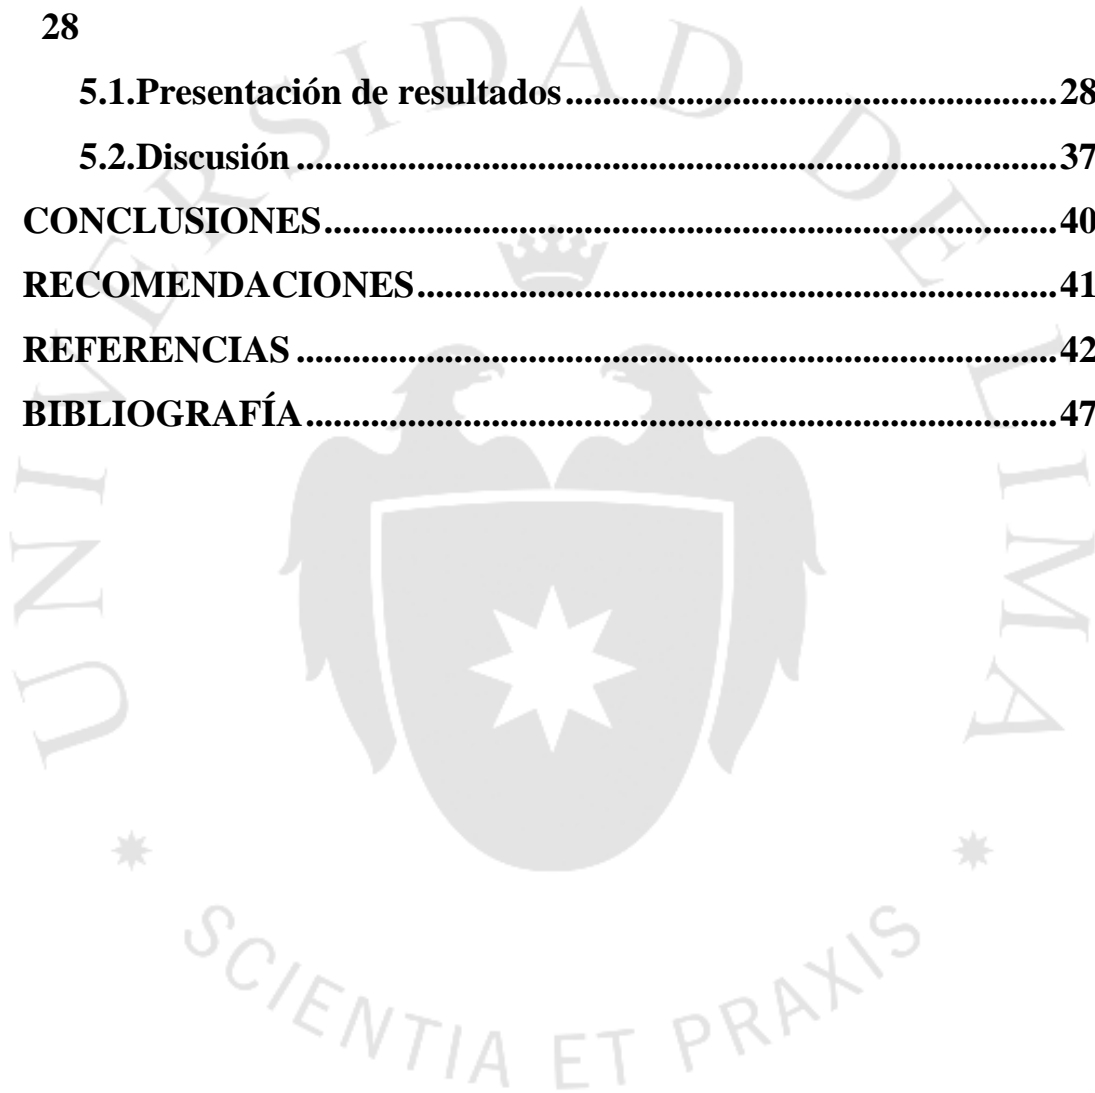 28
5.1.Presentación de resultados....................................................28
5.2.Discusión .................................................................................37
CONCLUSIONES..............................................................................40
RECOMENDACIONES....................................................................41
REFERENCIAS .................................................................................42
BIBLIOGRAFÍA................................................................................47
UNIVERSIDAD DE LIMA
SCIENTIA ET PRAXIS